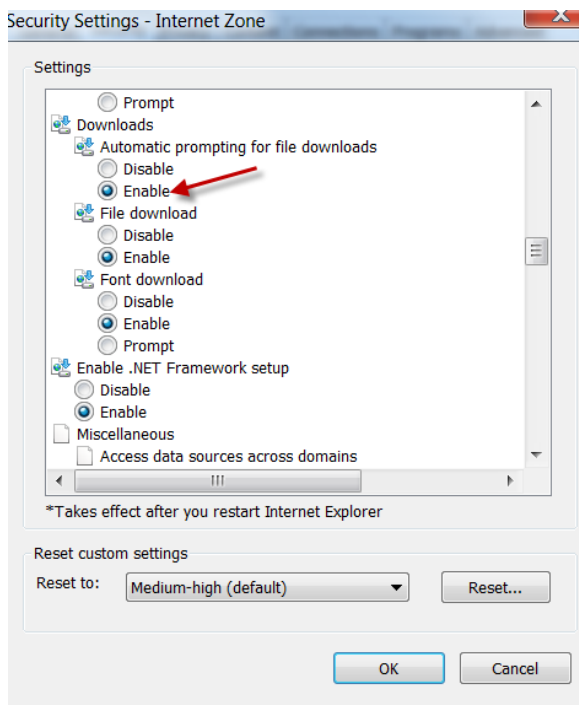 Security Settings - Internet Zone
Settings
Prompt
Downloads
Automatic prompting for file downloads
Disable
Enable
File download
Disable
Enable
Font download
Disable
Enable
Prompt
Enable .NET Framework setup
Disable
Enable
Miscellaneous
Access data sources across domains
*Takes effect after you restart Internet Explorer
Reset custom settings
Reset to: Medium-high (default) Reset...
OK Cancel